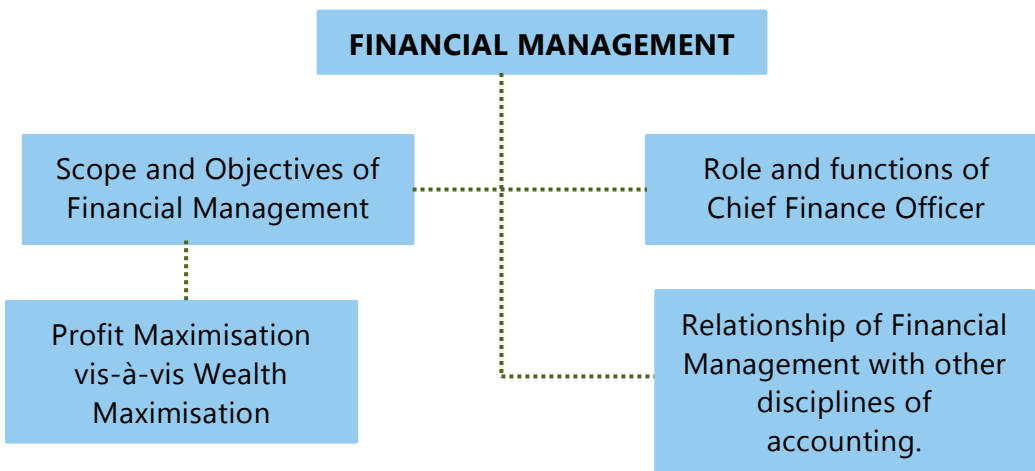 FINANCIAL MANAGEMENT
Scope and Objectives of
Financial Management
Role and functions of
Chief Finance Officer
Profit Maximisation
vis-à-vis Wealth
Maximisation
Relationship of Financial
Management with other
disciplines of
accounting.